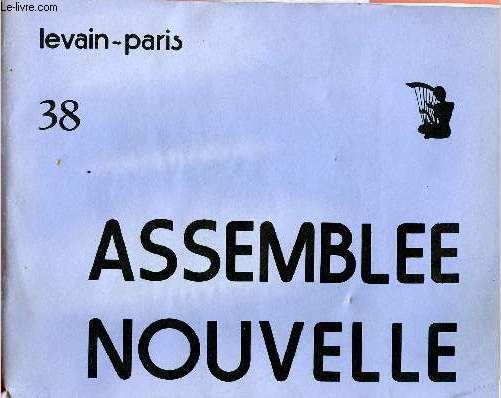 Le-livre.com
levain-paris
38
ASSEMBLEE
NOUVELLE